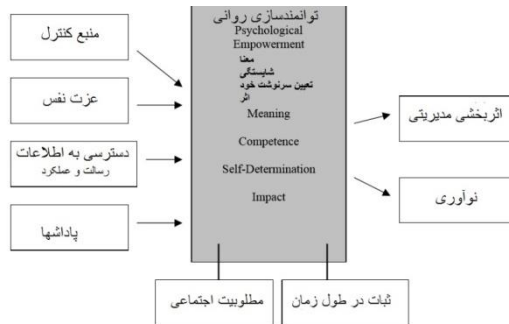 توانمندسازی روانی
Psychological
Empowerment
معنا
شایستگی
تعیین سرنوشت خود
اثر
Meaning
Competence
Self-Determination
Impact
منبع کنترل
عزت نفس
دسترسی به اطلاعات
رسالت و عملکرد
پاداشها
اثربخشی مدیریتی
نوآوری
مطلوبیت اجتماعی
ثبات در طول زمان